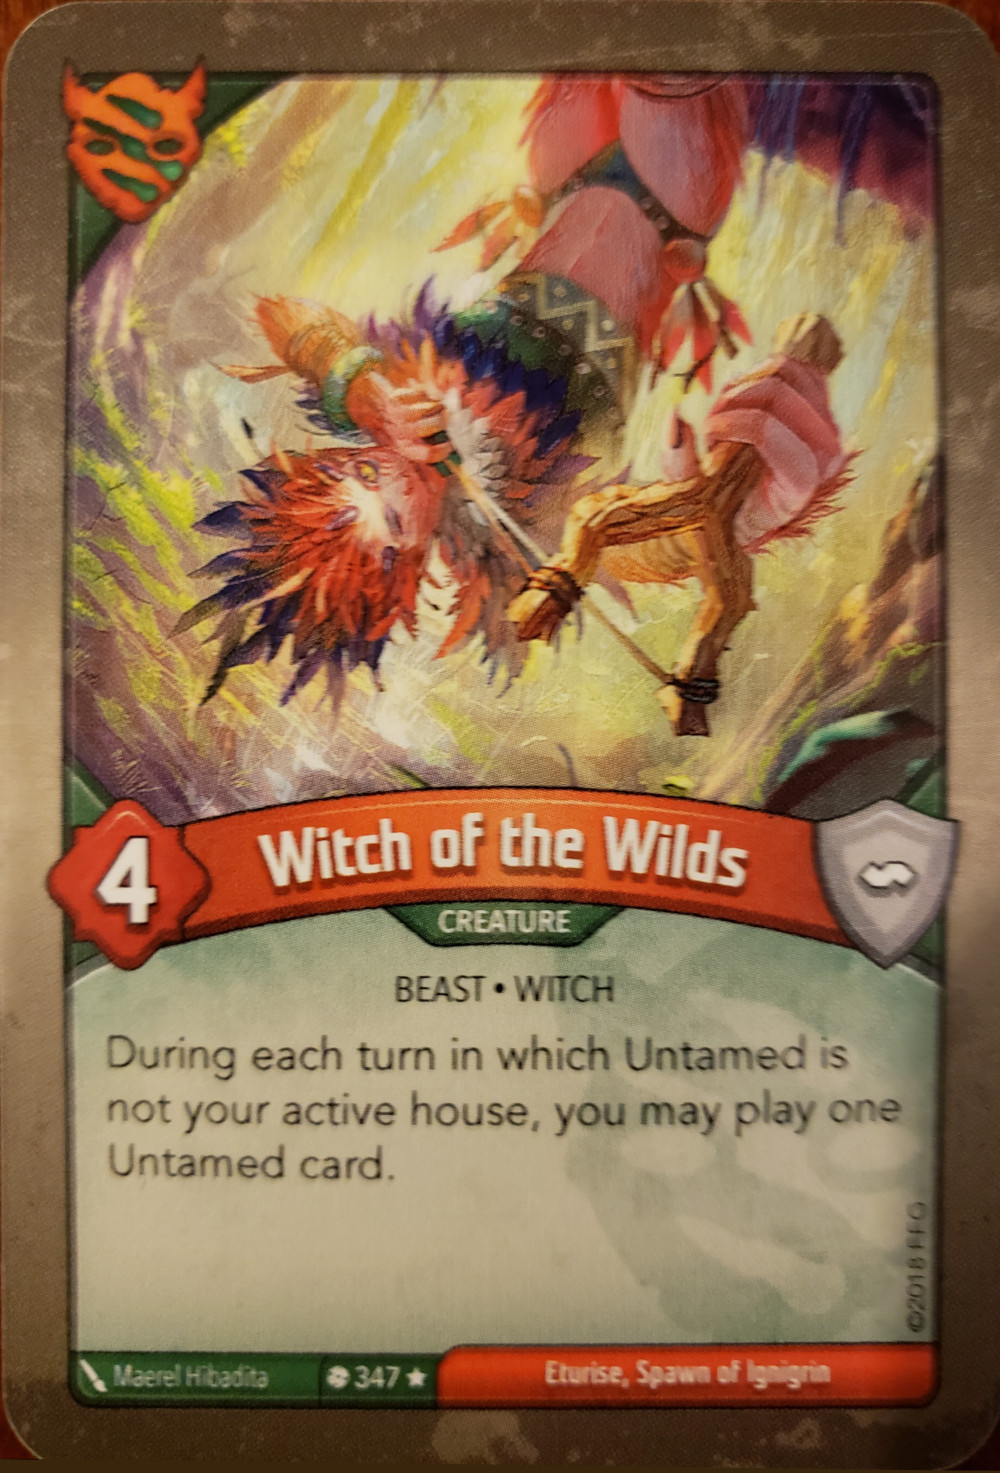 4
Witch of the Wilds
CREATURE
BEAST • WITCH
During each turn in which Untamed is
not your active house, you may play one
Untamed card.
©2018 FFG
Maerel Hibadita
347 ★
Eturise, Spawn of Ignigrin